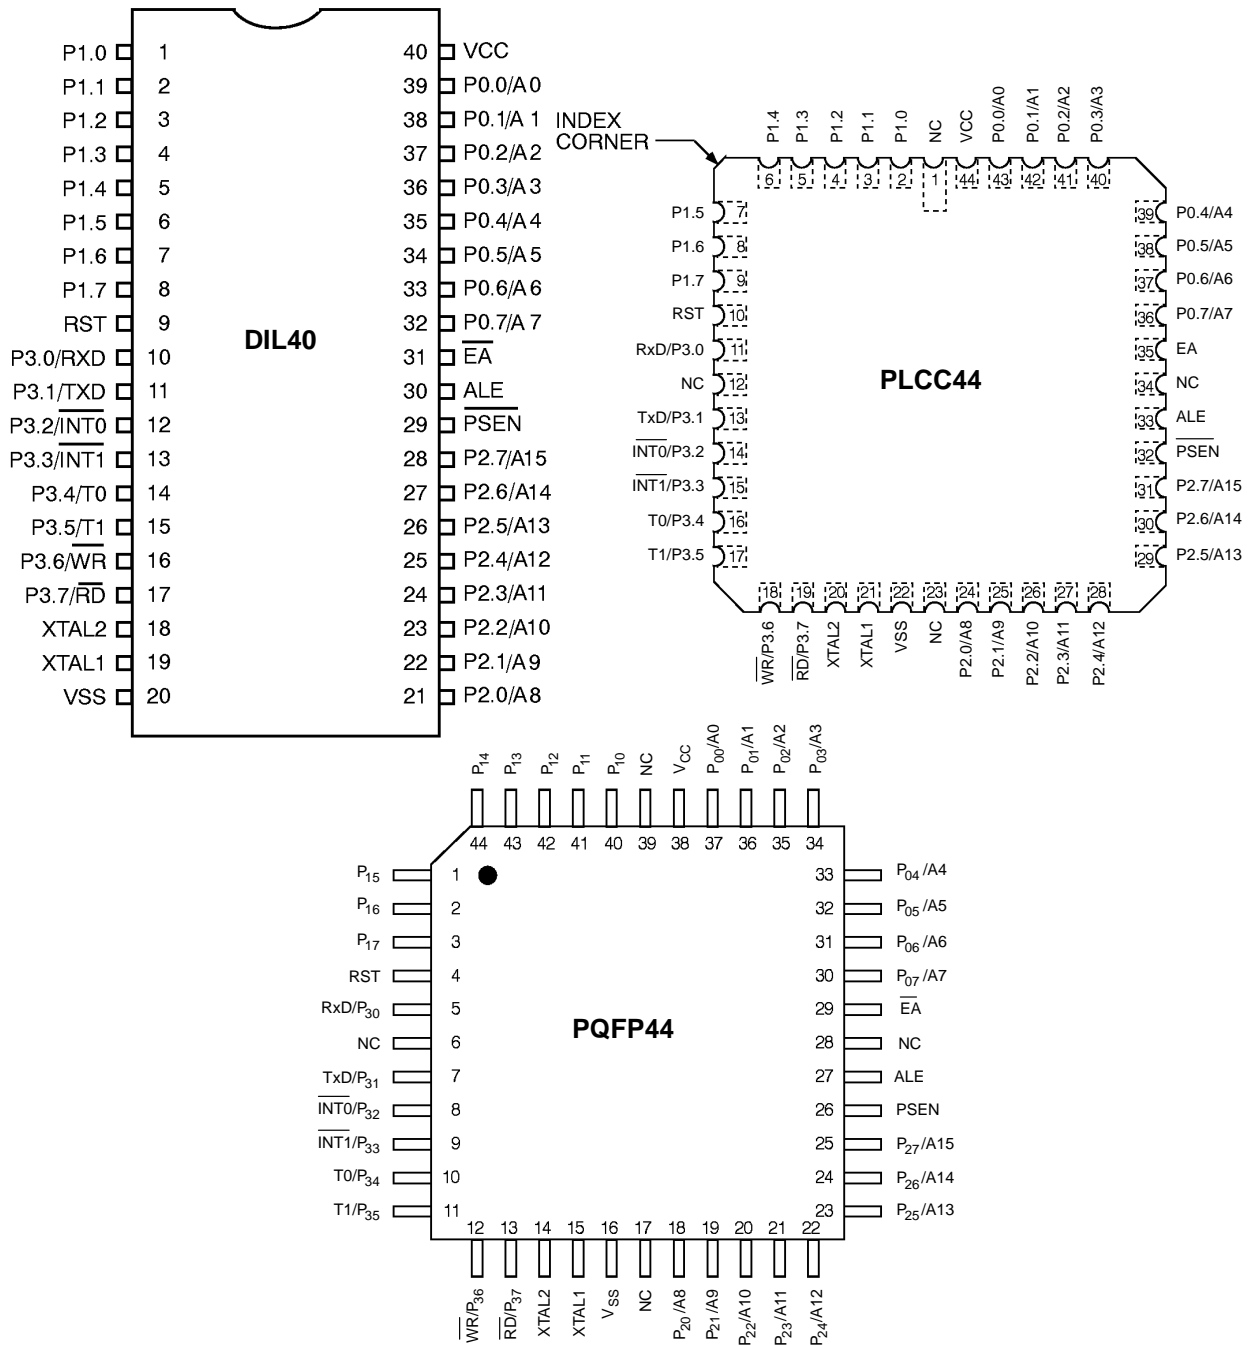 P1.0 1 40 VCC
P1.1 2 39 P0.0/A0
P1.2 3 38 P0.1/A 1
P1.3 4 37 P0.2/A2
P1.4 5 36 P0.3/A3
P1.5 6 35 P0.4/A4
P1.6 7 34 P0.5/A5
P1.7 8 33 P0.6/A6
RST 9 32 P0.7/A7
DIL40
P3.0/RXD 10 31 EA
P3.1/TXD 11 30 ALE
P3.2/INT0 12 29 PSEN
P3.3/INT1 13 28 P2.7/A15
P3.4/T0 14 27 P2.6/A14
P3.5/T1 15 26 P2.5/A13
P3.6/WR 16 25 P2.4/A12
P3.7/RD 17 24 P2.3/A11
XTAL2 18 23 P2.2/A10
XTAL1 19 22 P2.1/A9
VSS 20 21 P2.0/A8
INDEX
CORNER
P1.4 P1.3 P1.2 P1.1 P1.0 NC VCC P0.0/A0 P0.1/A1 P0.2/A2 P0.3/A3
6 5 4 3 2 1 44 43 42 41 40
P1.5 7 39 P0.4/A4
P1.6 8 38 P0.5/A5
P1.7 9 37 P0.6/A6
RST 10 36 P0.7/A7
RxD/P3.0 11 35 EA
PLCC44
NC 12 34 NC
TxD/P3.1 13 33 ALE
INT0/P3.2 14 32 PSEN
INT1/P3.3 15 31 P2.7/A15
T0/P3.4 16 30 P2.6/A14
T1/P3.5 17 29 P2.5/A13
18 19 20 21 22 23 24 25 26 27 28
WR/P3.6 RD/P3.7 XTAL2 XTAL1 VSS NC P2.0/A8 P2.1/A9 P2.2/A10 P2.3/A11 P2.4/A12
P14 P13 P12 P11 P10 NC VCC P00/A0 P01/A1 P02/A2 P03/A3
44 43 42 41 40 39 38 37 36 35 34
P15 1 33 P04/A4
P16 2 32 P05/A5
P17 3 31 P06/A6
RST 4 30 P07/A7
RxD/P30 5 29 EA
PQFP44
NC 6 28 NC
TxD/P31 7 27 ALE
INT0/P32 8 26 PSEN
INT1/P33 9 25 P27/A15
T0/P34 10 24 P26/A14
T1/P35 11 23 P25/A13
12 13 14 15 16 17 18 19 20 21 22
WR/P36 RD/P37 XTAL2 XTAL1 VSS NC P20/A8 P21/A9 P22/A10 P23/A11 P24/A12